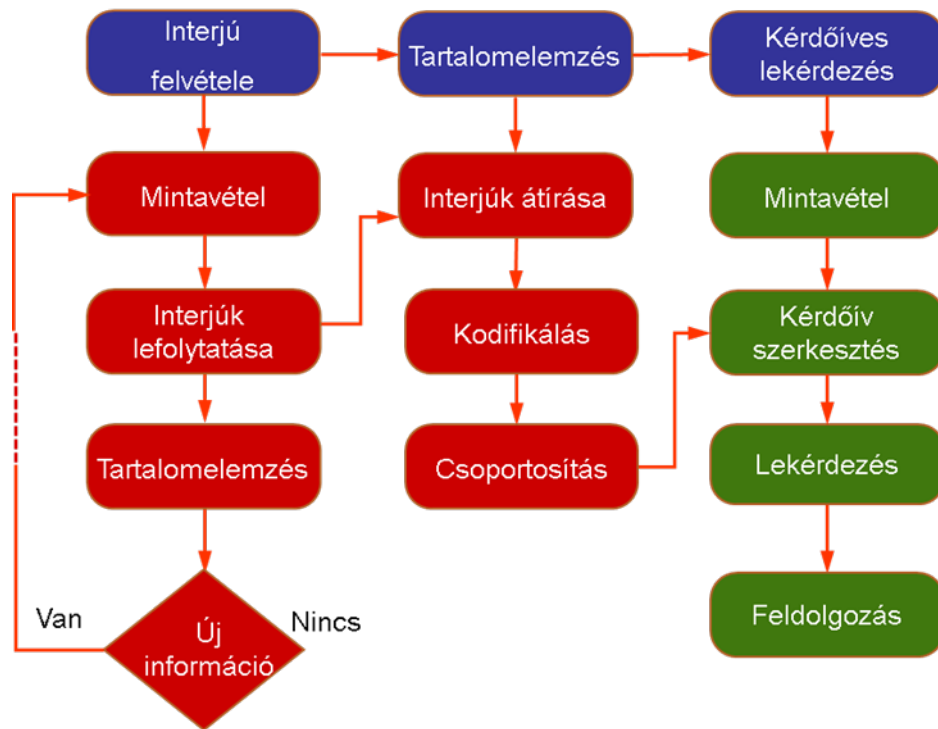 Interjú
felvétele
Tartalomelemzés
Kérdőíves
lekérdezés
Mintavétel
Interjúk átírása
Mintavétel
Interjúk
lefolytatása
Kodifikálás
Kérdőív
szerkesztés
Tartalomelemzés
Csoportosítás
Lekérdezés
Van
Új
információ
Nincs
Feldolgozás